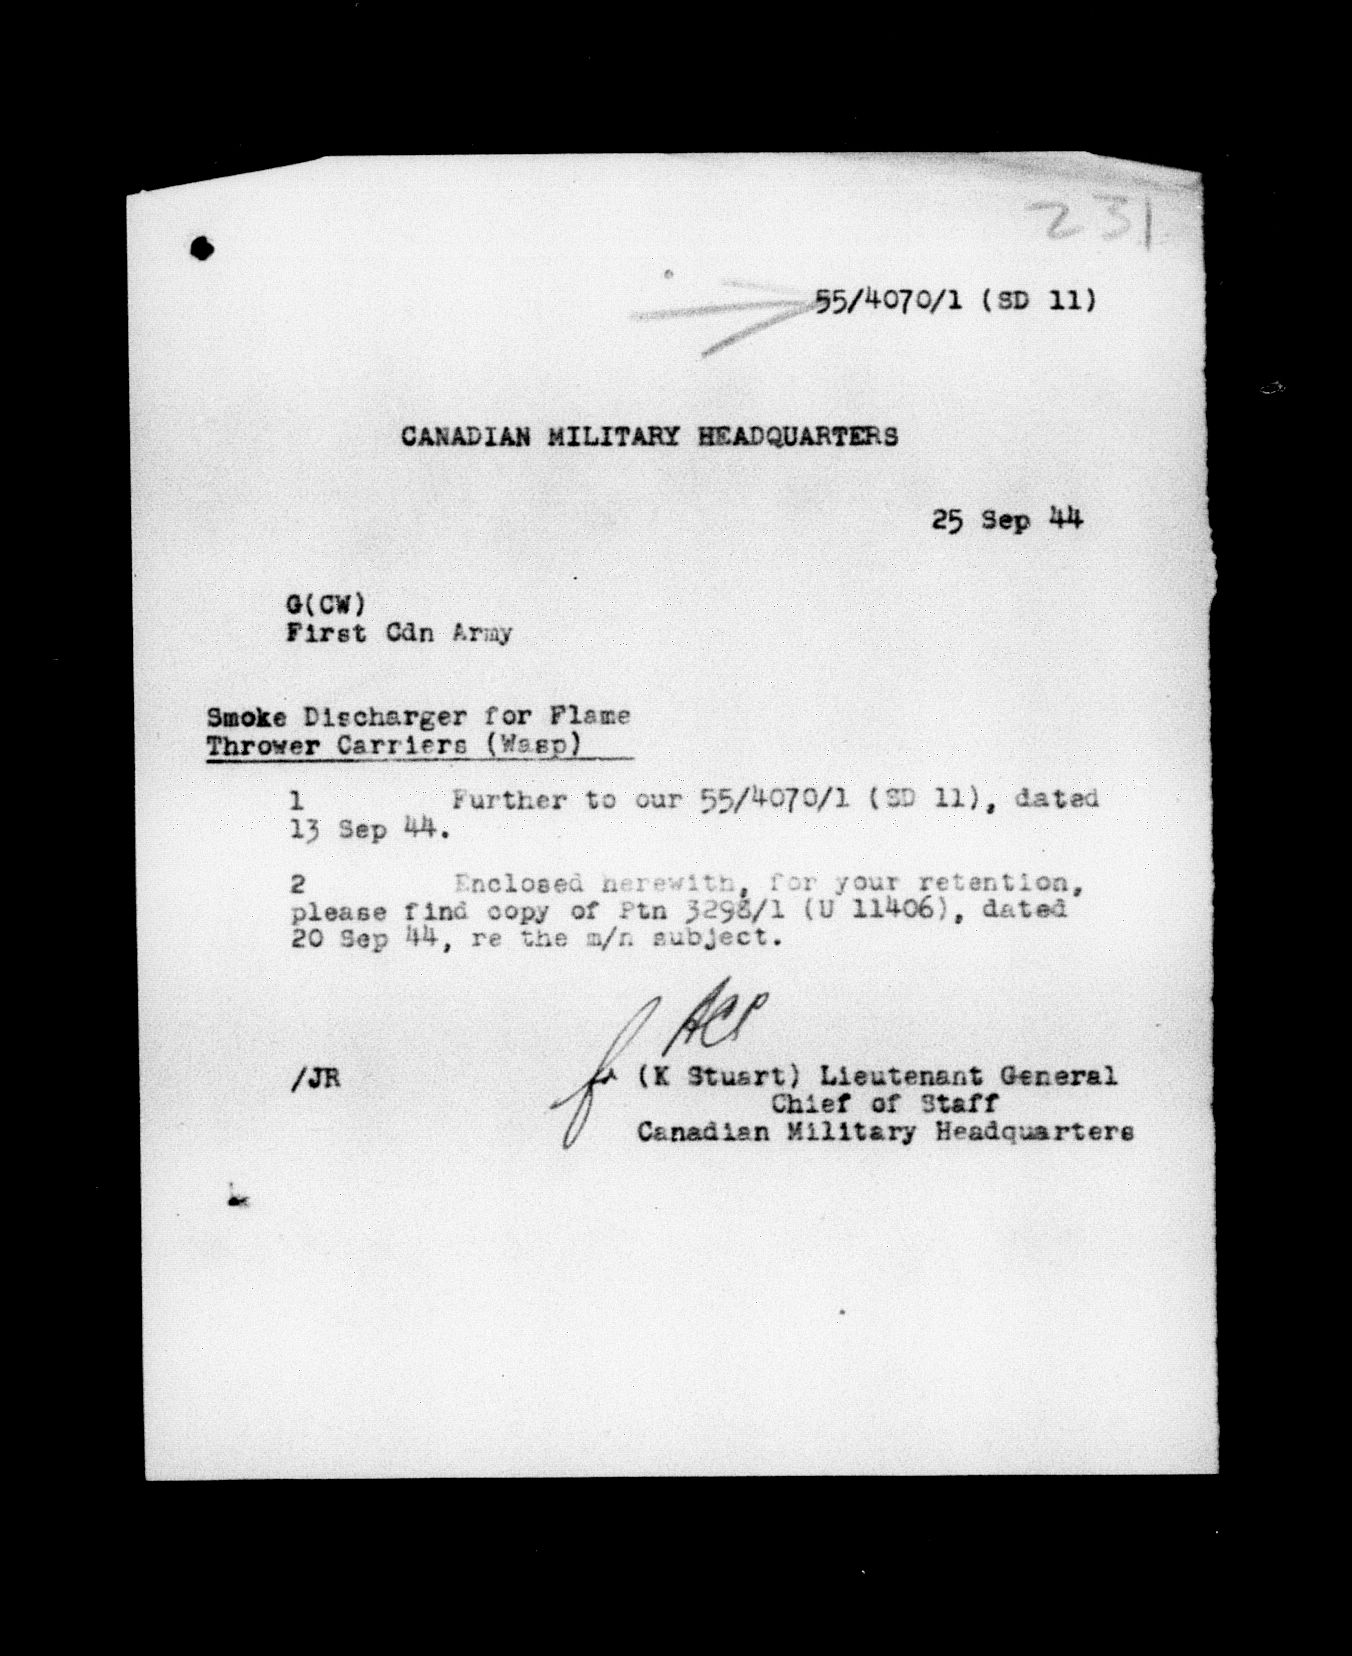 231
55/4070/1 (SD 11)
CANADIAN MILITARY HEADQUARTERS
25 Sep 44
G(CW)
First Cdn Army
Smoke Discharger for Flame
Thrower Carriers (Wasp)
1 Further to our 55/4070/1 (SD 11), dated
13 Sep 44.
2 Enclosed herewith, for your retention,
please find copy of Ptn 3298/1 (U 11406), dated
20 Sep 44, re the m/n subject.
/JR
for (K Stuart) Lieutenant General
Chief of Staff
Canadian Military Headquarters